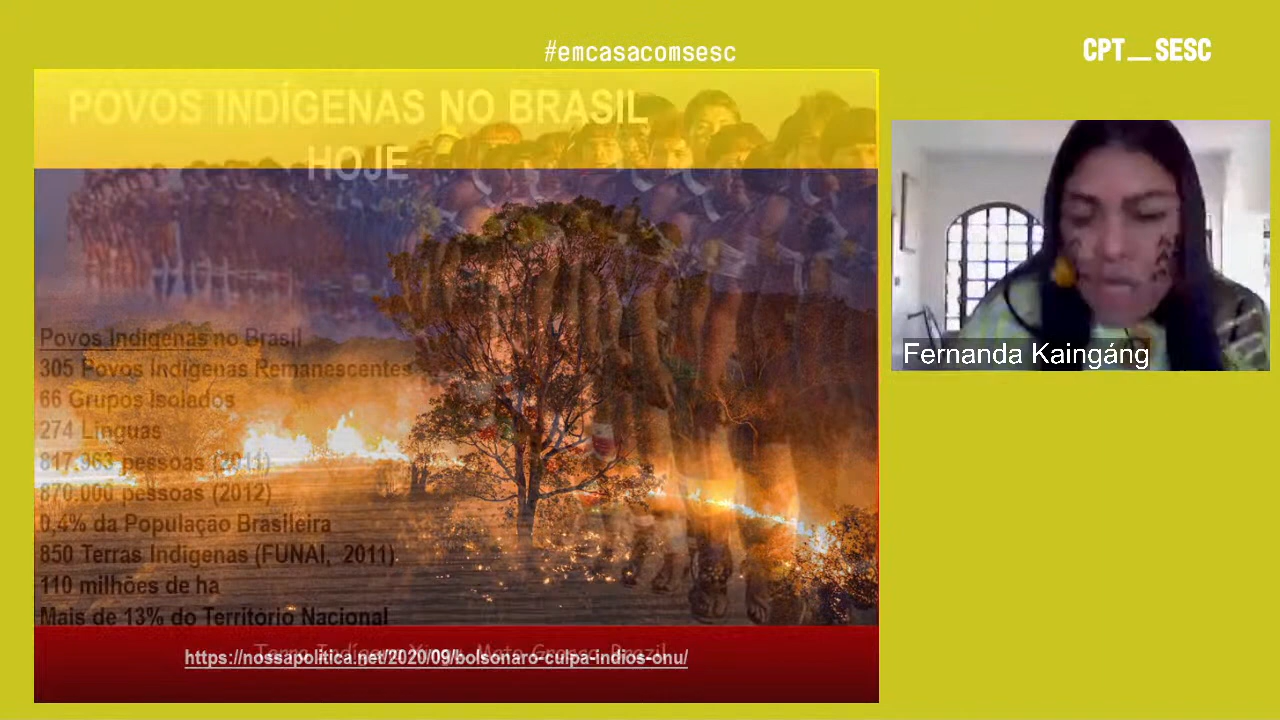 #emcasacomsesc
CPT__SESC
POVOS INDÍGENAS NO BRASIL
HOJE
Povos Indígenas no Brasil
305 Povos Indígenas Remanescentes
66 Grupos Isolados
274 Línguas
817.963 pessoas (2011)
870.000 pessoas (2012)
0,4% da População Brasileira
850 Terras Indígenas (FUNAI, 2011)
110 milhões de ha
Mais de 13% do Território Nacional
https://nossapolitica.net/2020/09/bolsonaro-culpa-indios-onu/
Fernanda Kaingáng